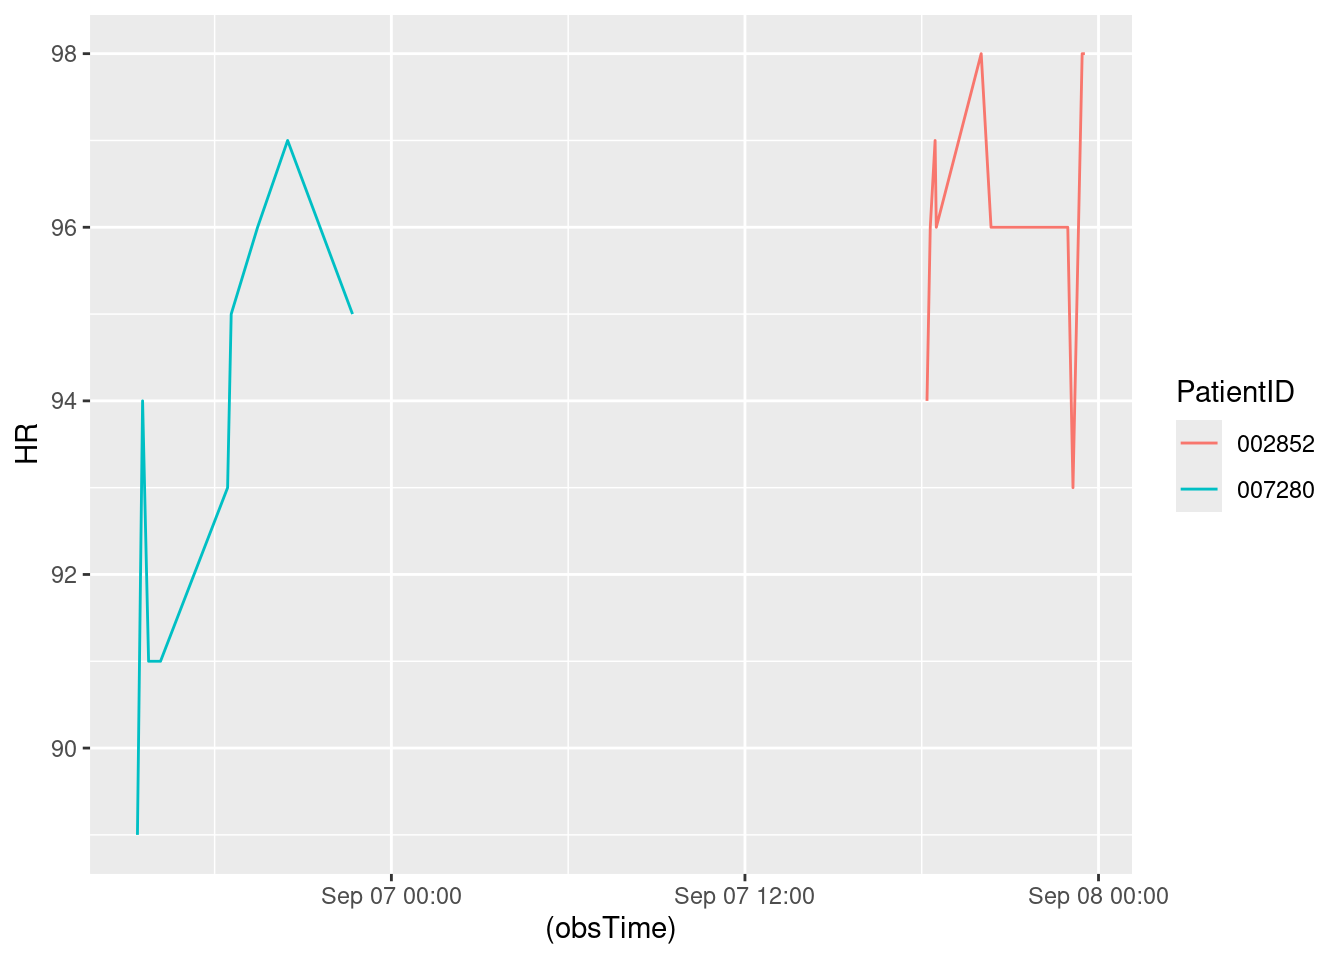 98
96
94
92
90
HR
Sep 07 00:00
Sep 07 12:00
Sep 08 00:00
(obsTime)
PatientID
002852
007280